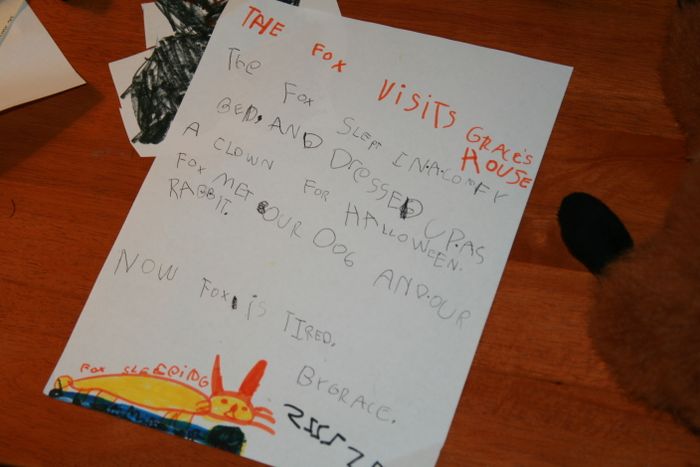 THE FOX VISITS GRACE'S
HOUSE
THE FOX SLEPT IN.A.COMFY
BED. AND DRESSED UP.AS
A CLOWN FOR HALLOWEEN.
FOX MET OUR DOG AND.OUR
RABBIT.
NOW FOX IS TIRED.
BY GRACE.
FOX SLEEPING
ZZZZZ